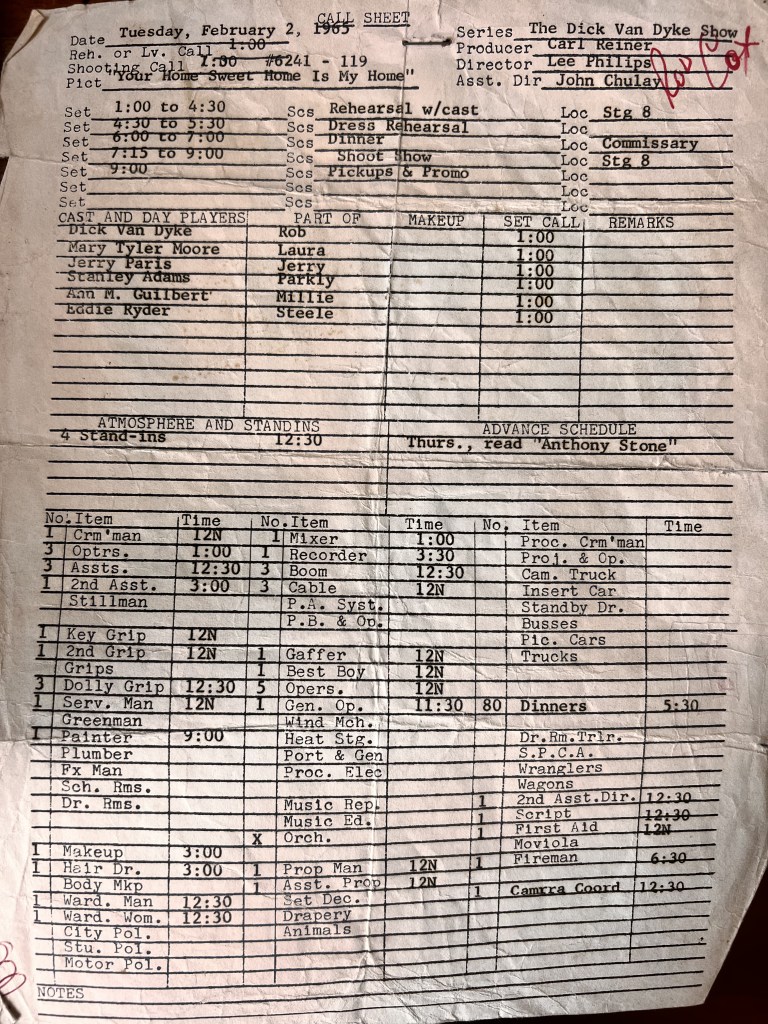 CALL SHEET
Date Tuesday, February 2, 1965 Series The Dick Van Dyke Show
Reh. or Lv. Call 1:00 Producer Carl Reiner
Shooting Call 1:00 #6241 - 119 Director Lee Philips
Pict "Your Home Sweet Home Is My Home" Asst. Dir John Chulay
Set 1:00 to 4:30 Scs Rehearsal w/cast Loc Stg 8
Set 4:30 to 5:30 Scs Dress Rehearsal Loc
Set 6:00 to 7:00 Scs Dinner Loc Commissary
Set 7:15 to 9:00 Scs Shoot Show Loc Stg 8
Set 9:00 Scs Pickups & Promo Loc
Set Scs Loc
Set Scs Loc
CAST AND DAY PLAYERS PART OF MAKEUP SET CALL REMARKS
Dick Van Dyke Rob 1:00
Mary Tyler Moore Laura 1:00
Jerry Paris Jerry 1:00
Stanley Adams Parkly 1:00
Ann M. Guilbert Millie 1:00
Eddie Ryder Steele 1:00
ATMOSPHERE AND STANDINS ADVANCE SCHEDULE
4 Stand-ins 12:30 Thurs., read "Anthony Stone"
No. Item Time No. Item Time No. Item Time
1 Crm'man 12N 1 Mixer 1:00 Proc. Crm'man
3 Optrs. 1:00 1 Recorder 3:30 Proj. & Op.
3 Assts. 12:30 3 Boom 12:30 Cam. Truck
1 2nd Asst. 3:00 3 Cable 12N Insert Car
Stillman P.A. Syst. Standby Dr.
P.B. & Op. Busses
1 Key Grip 12N Pic. Cars
1 2nd Grip 12N 1 Gaffer 12N Trucks
Grips 1 Best Boy 12N
3 Dolly Grip 12:30 5 Opers. 12N
1 Serv. Man 12N 1 Gen. Op. 11:30 80 Dinners 5:30
Greenman Wind Mch.
1 Painter 9:00 Heat Stg. Dr.Rm.Trlr.
Plumber Port & Gen S.P.C.A.
Fx Man Proc. Elec Wranglers
Sch. Rms. Wagons
Dr. Rms. Music Rep. 1 2nd Asst.Dir. 12:30
Music Ed. 1 Script 12:30
X Orch. 1 First Aid 12N
Moviola
1 Makeup 3:00 1 Fireman 6:30
1 Hair Dr. 3:00 1 Prop Man 12N
Body Mkp 1 Asst. Prop 12N 1 Camrra Coord 12:30
1 Ward. Man 12:30 Set Dec.
1 Ward. Wom. 12:30 Drapery
City Pol. Animals
Stu. Pol.
Motor Pol.
NOTES